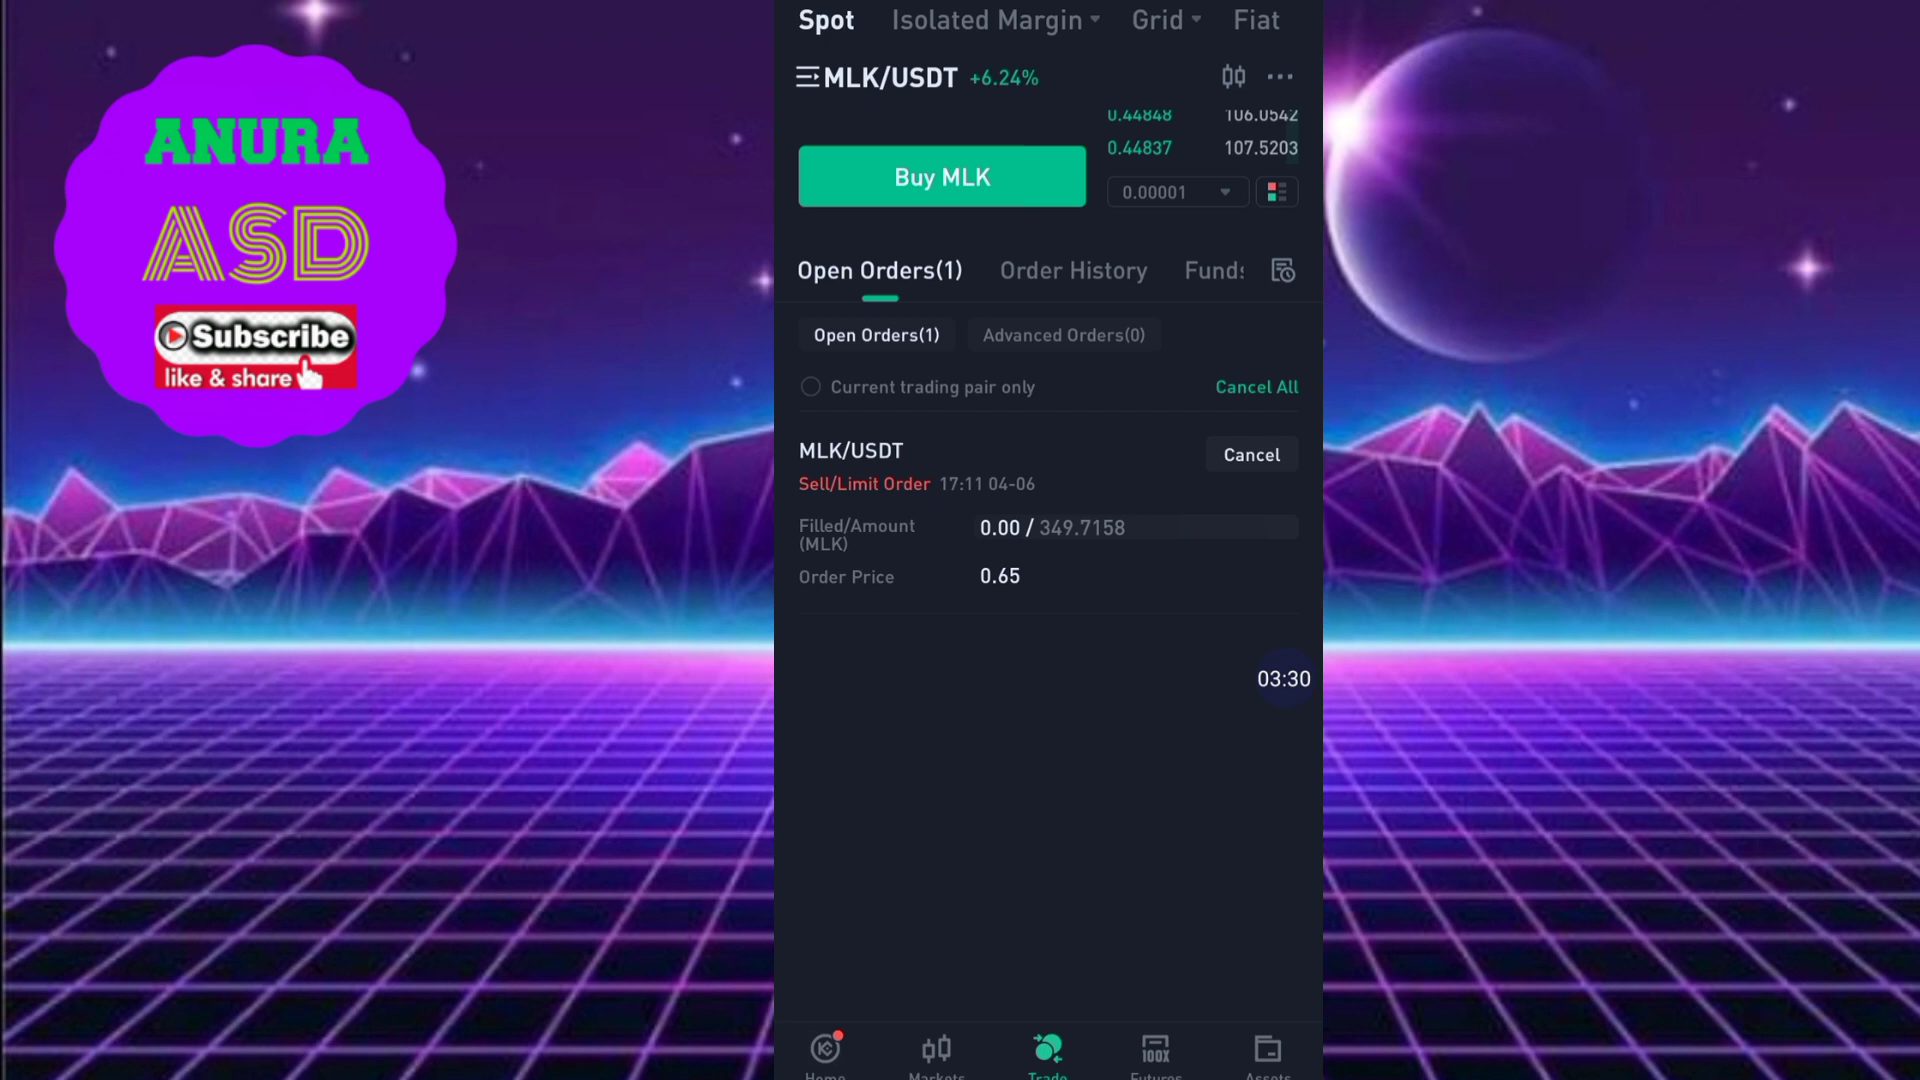 ANURA
ASD
Subscribe
like & share
Spot Isolated Margin Grid Fiat
MLK/USDT +6.24%
0.44848 106.0542
0.44837 107.5203
Buy MLK
0.00001
Open Orders(1) Order History Funds
Open Orders(1) Advanced Orders(0)
Current trading pair only Cancel All
MLK/USDT
Cancel
Sell/Limit Order 17:11 04-06
Filled/Amount (MLK) 0.00 / 349.7158
Order Price 0.65
03:30
100X
Home Markets Trade Futures Assets